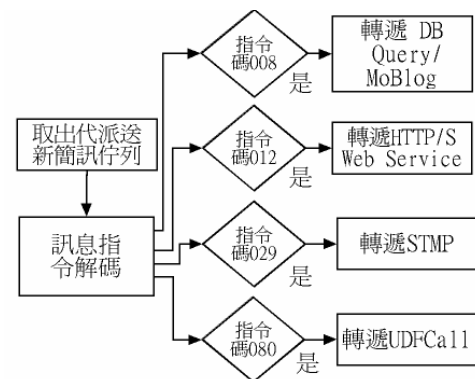 取出代派送
新簡訊佇列
訊息指
令解碼
指令
碼008
是
轉遞 DB
Query/
MoBlog
指令
碼012
是
轉遞HTTP/S
Web Service
指令
碼029
是
轉遞STMP
指令
碼080
是
轉遞UDFCall